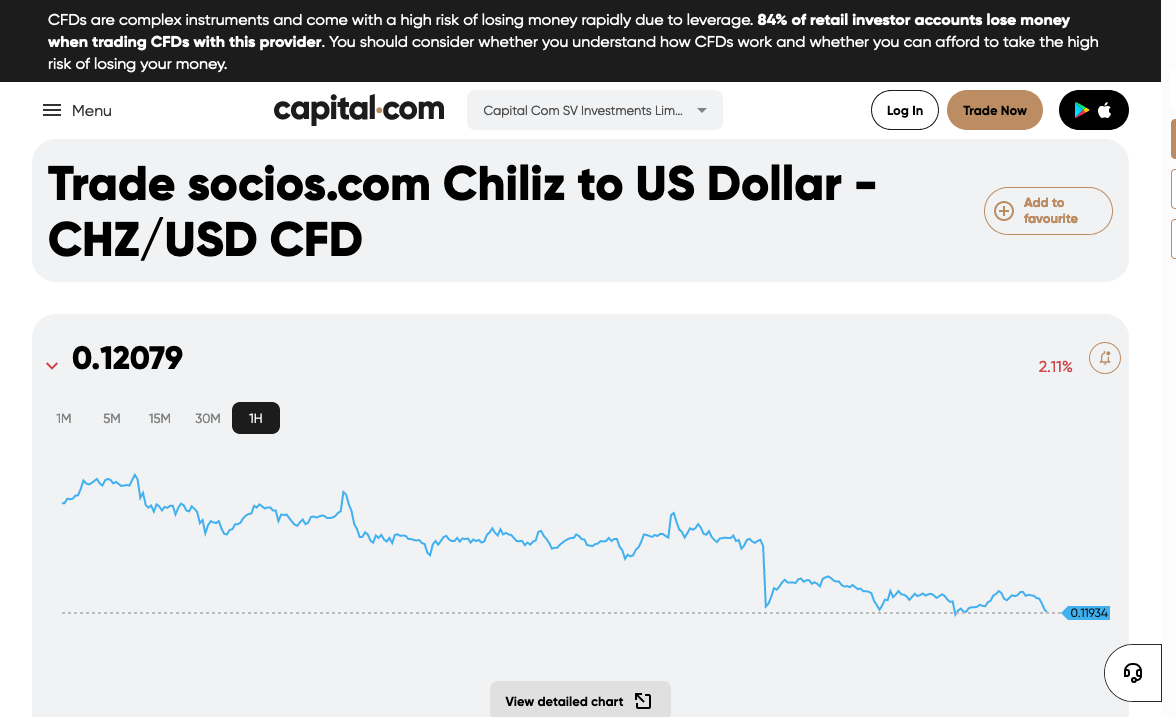 CFDs are complex instruments and come with a high risk of losing money rapidly due to leverage. 84% of retail investor accounts lose money
when trading CFDs with this provider. You should consider whether you understand how CFDs work and whether you can afford to take the high
risk of losing your money.
Menu
capital.com
Capital Com SV Investments Lim...
Log In
Trade Now
Trade socios.com Chiliz to US Dollar -
CHZ/USD CFD
Add to
favourite
0.12079
2.11%
1M 5M 15M 30M 1H
0.11934
View detailed chart